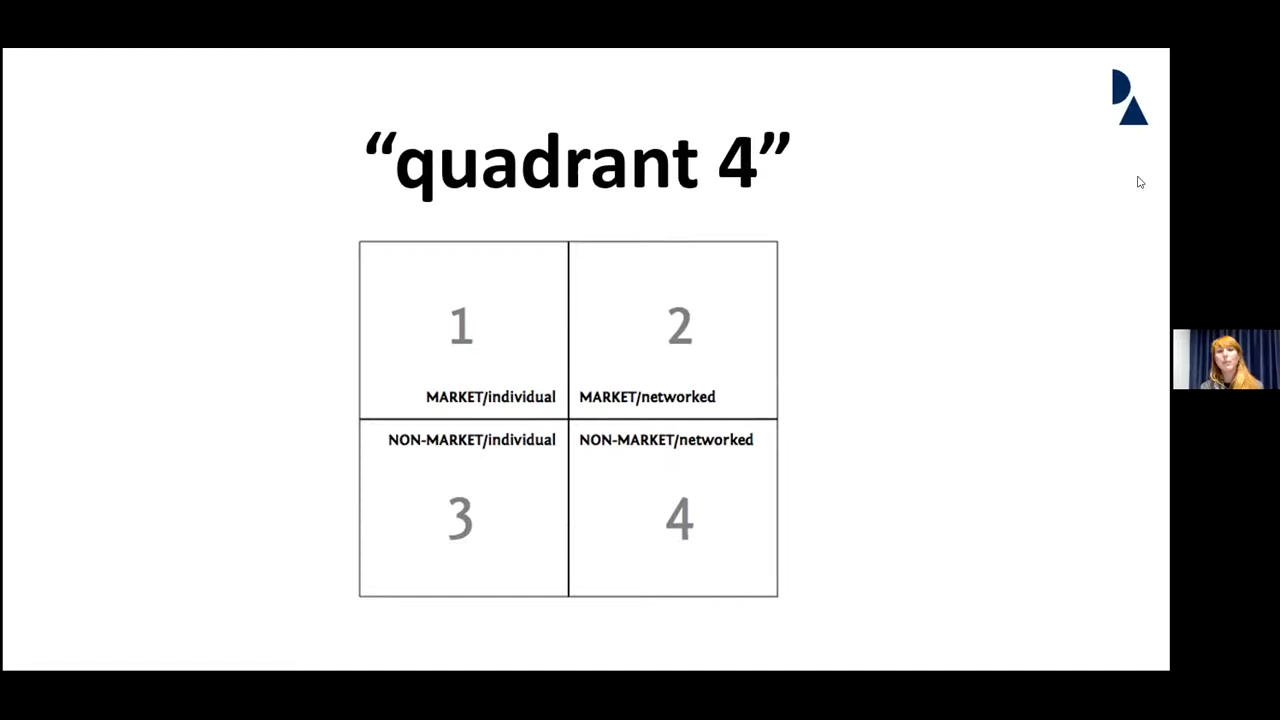 “quadrant 4”
1
2
MARKET/individual
MARKET/networked
NON-MARKET/individual
NON-MARKET/networked
3
4